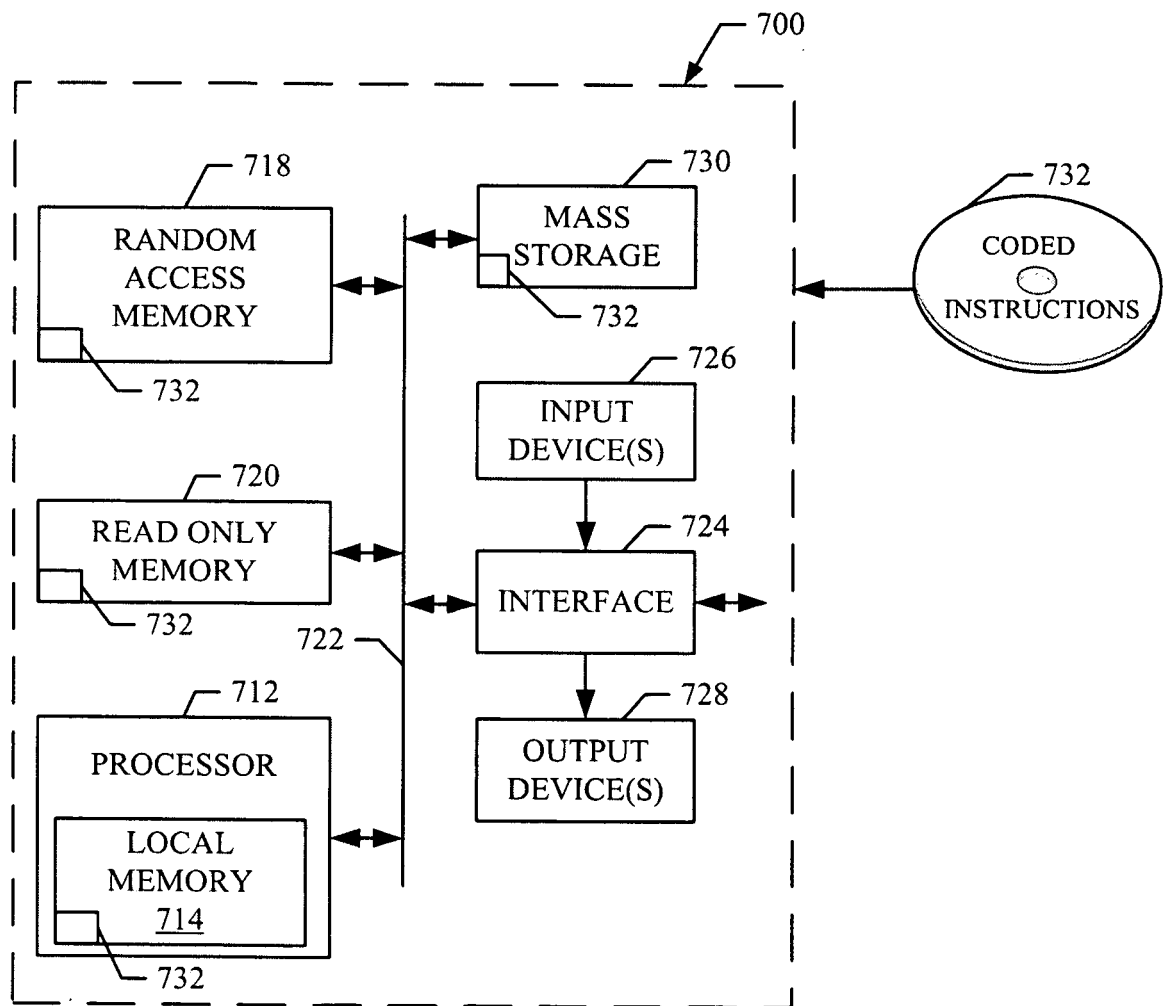 700
718
RANDOM
ACCESS
MEMORY
732
730
MASS
STORAGE
732
732
CODED
INSTRUCTIONS
726
INPUT
DEVICE(S)
720
READ ONLY
MEMORY
732
724
INTERFACE
722
712
PROCESSOR
LOCAL
MEMORY
714
732
728
OUTPUT
DEVICE(S)